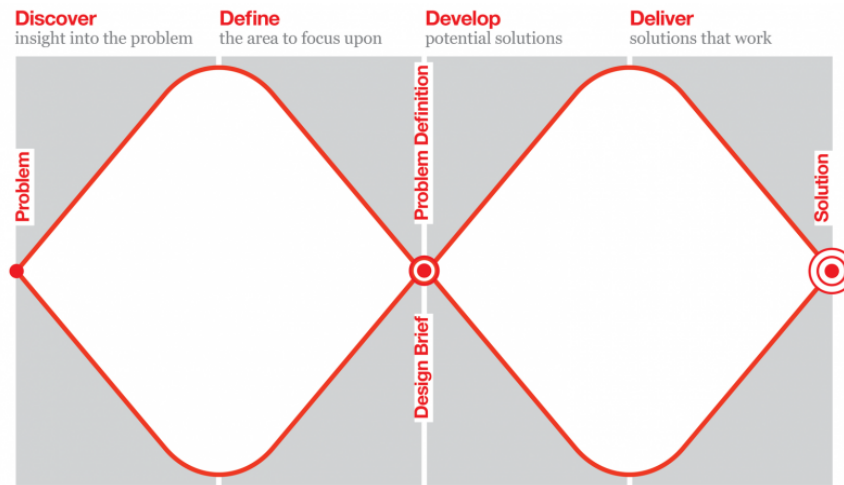 Discover
insight into the problem
Define
the area to focus upon
Develop
potential solutions
Deliver
solutions that work
Problem
Problem Definition
Design Brief
Solution